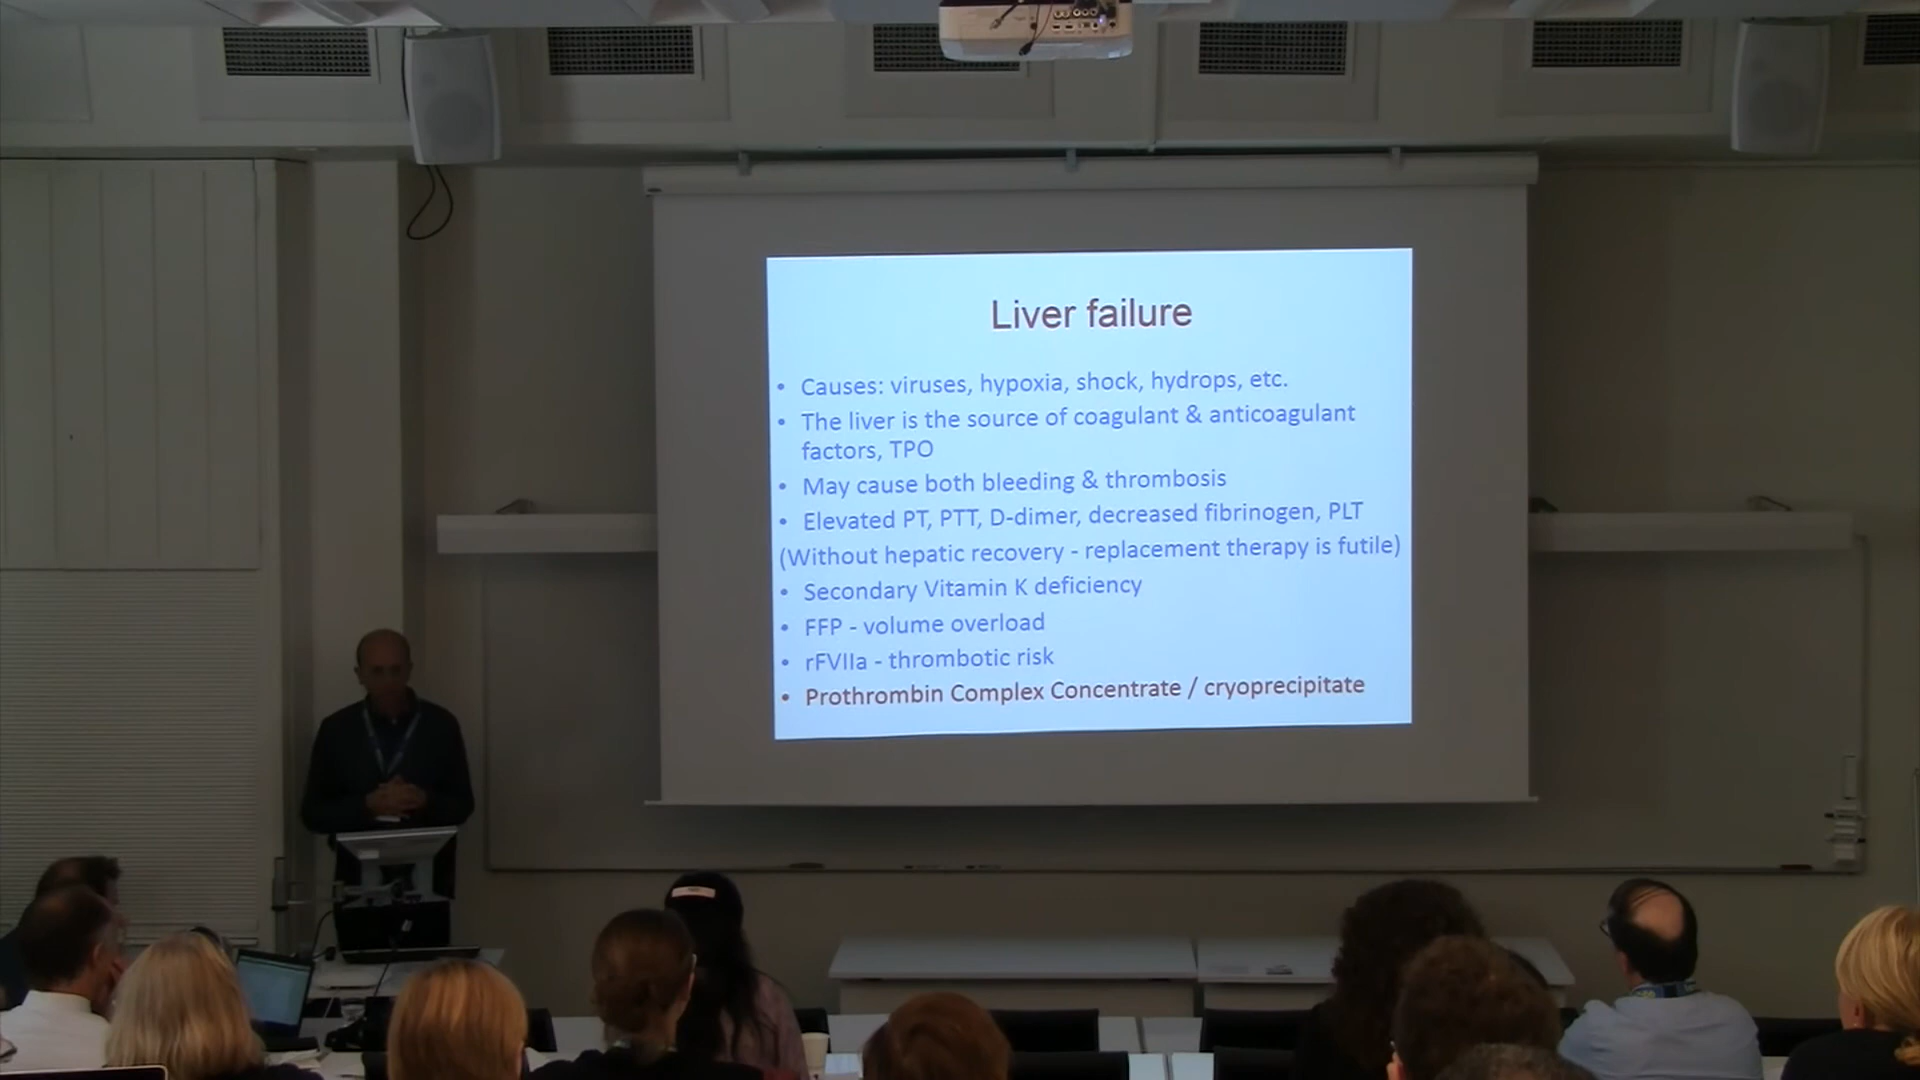 Liver failure
• Causes: viruses, hypoxia, shock, hydrops, etc.
• The liver is the source of coagulant & anticoagulant
factors, TPO
• May cause both bleeding & thrombosis
• Elevated PT, PTT, D-dimer, decreased fibrinogen, PLT
(Without hepatic recovery - replacement therapy is futile)
• Secondary Vitamin K deficiency
• FFP - volume overload
• rFVIIa - thrombotic risk
• Prothrombin Complex Concentrate / cryoprecipitate